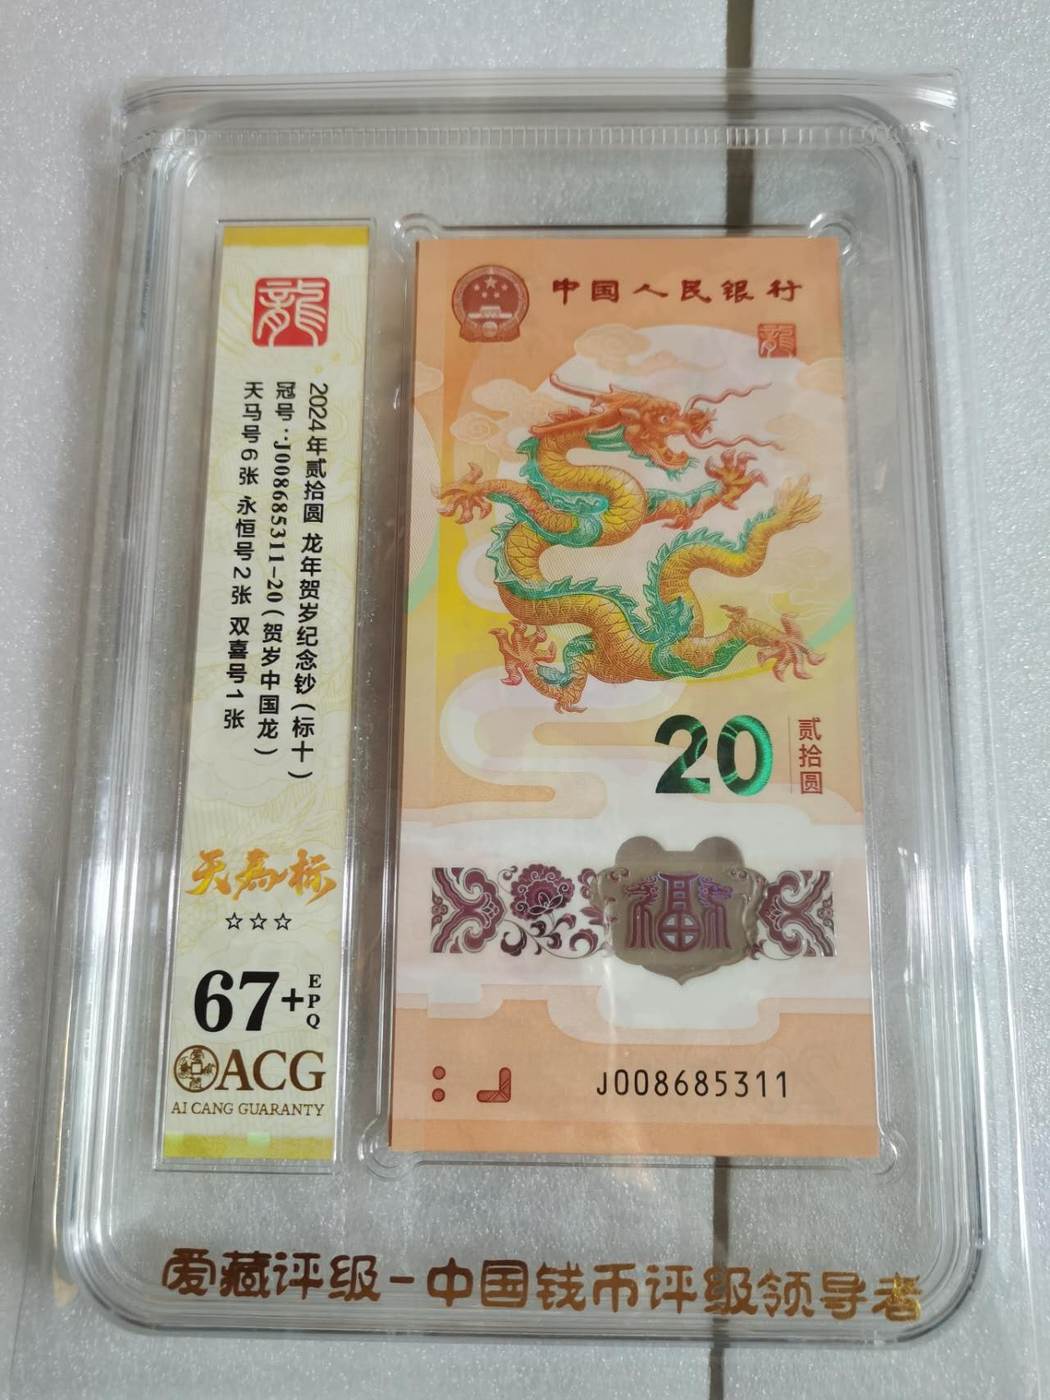 龍
2024年贰拾圆 龙年贺岁纪念钞(标十)
冠号:J008685311-20(贺岁中国龙)
天马号6张 永恒号2张 双喜号1张
天马标
67+EPQ
ACG
AI CANG GUARANTY
中国人民银行
龍
20
贰拾圆
福
J008685311
爱藏评级-中国钱币评级领导者